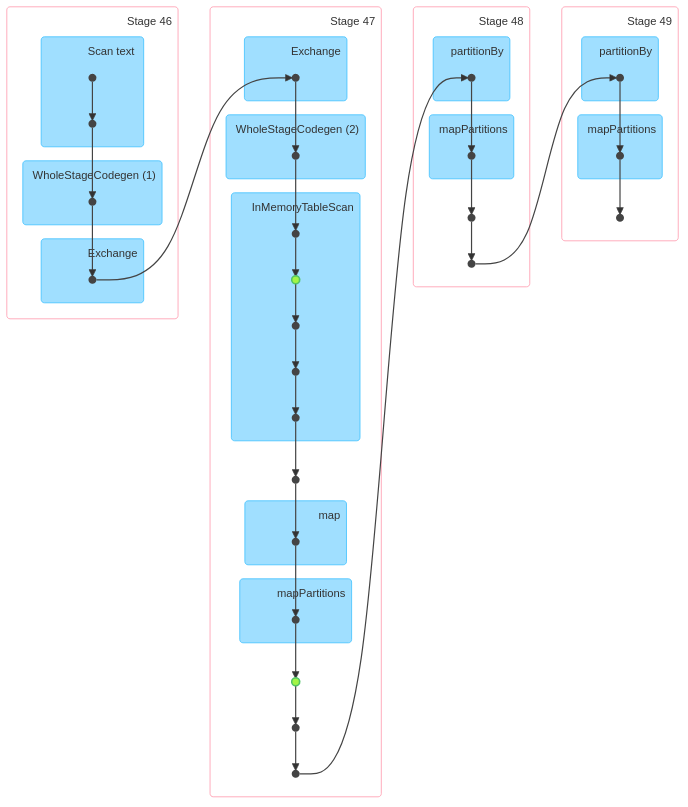 Stage 46
Scan text
WholeStageCodegen (1)
Exchange
Stage 47
Exchange
WholeStageCodegen (2)
InMemoryTableScan
map
mapPartitions
Stage 48
partitionBy
mapPartitions
Stage 49
partitionBy
mapPartitions